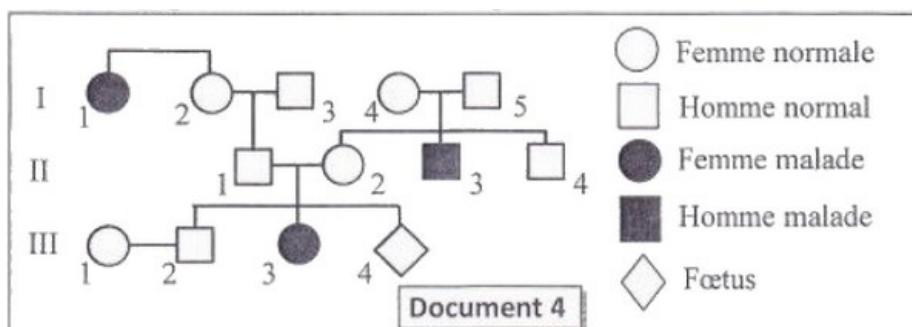 Femme normale
I
1 2 3 4 5
Homme normal
II
1 2 3 4
Femme malade
Homme malade
III
1 2 3 4
Fœtus
Document 4